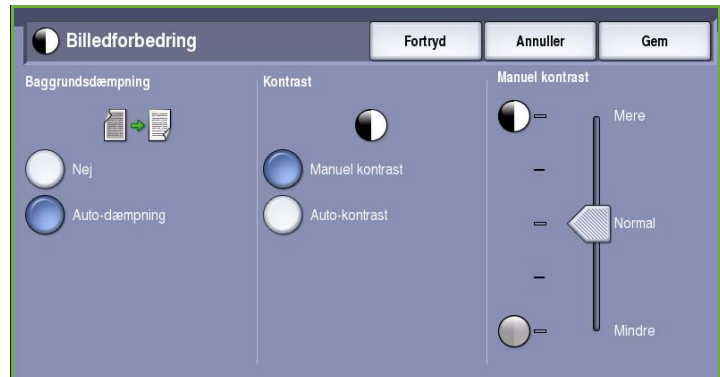 Billedforbedring
Fortryd
Annuller
Gem
Baggrundsdæmpning
Nej
Auto-dæmpning
Kontrast
Manuel kontrast
Auto-kontrast
Manuel kontrast
Mere
Normal
Mindre